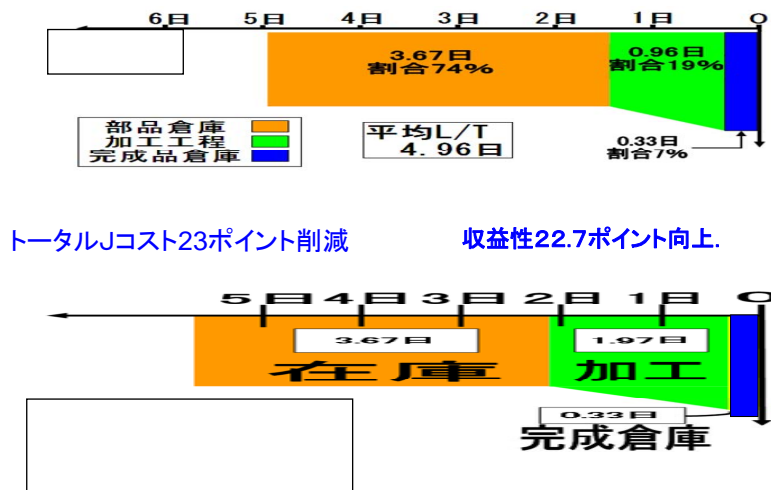 6日 5日 4日 3日 2日 1日 0
3.67日
割合74%
0.96日
割合19%
部品倉庫
加工工程
完成品倉庫
平均L/T
4.96日
0.33日
割合7%
トータルJコスト23ポイント削減
収益性22.7ポイント向上.
5日 4日 3日 2日 1日 0
3.67日
1.97日
在庫
加工
0.33日
完成倉庫